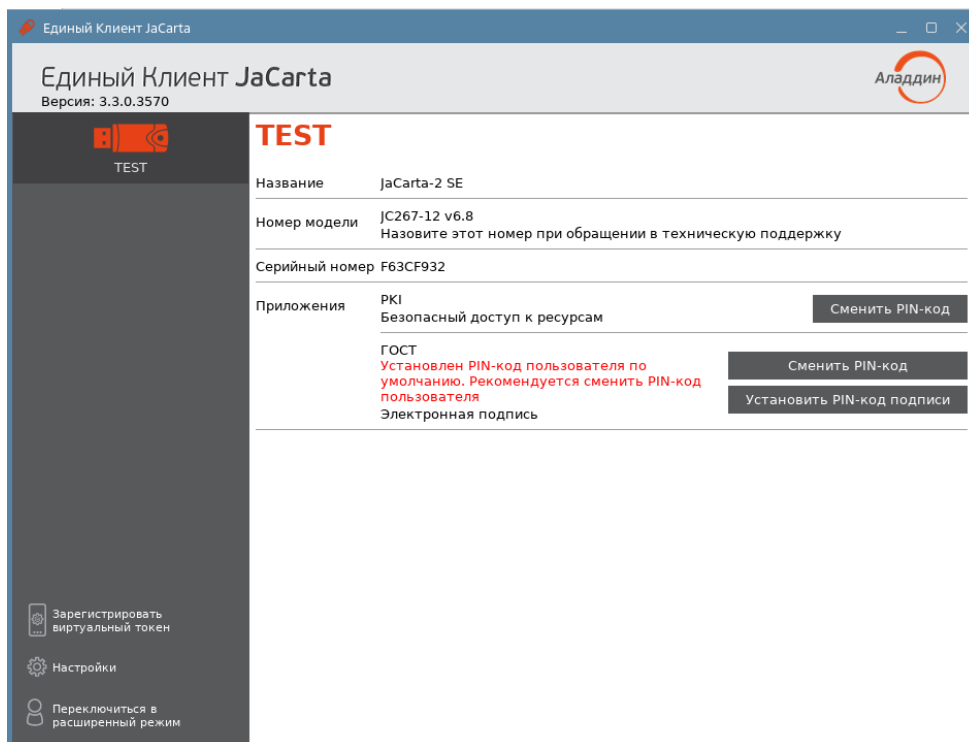 Единый Клиент JaCarta
Единый Клиент JaCarta
Версия: 3.3.0.3570
Аладдин
TEST
TEST
Название JaCarta-2 SE
Номер модели JC267-12 v6.8
Назовите этот номер при обращении в техническую поддержку
Серийный номер F63CF932
Приложения PKI
Безопасный доступ к ресурсам
Сменить PIN-код
ГОСТ
Установлен PIN-код пользователя по
умолчанию. Рекомендуется сменить PIN-код
пользователя
Электронная подпись
Сменить PIN-код
Установить PIN-код подписи
Зарегистрировать
виртуальный токен
Настройки
Переключиться в
расширенный режим